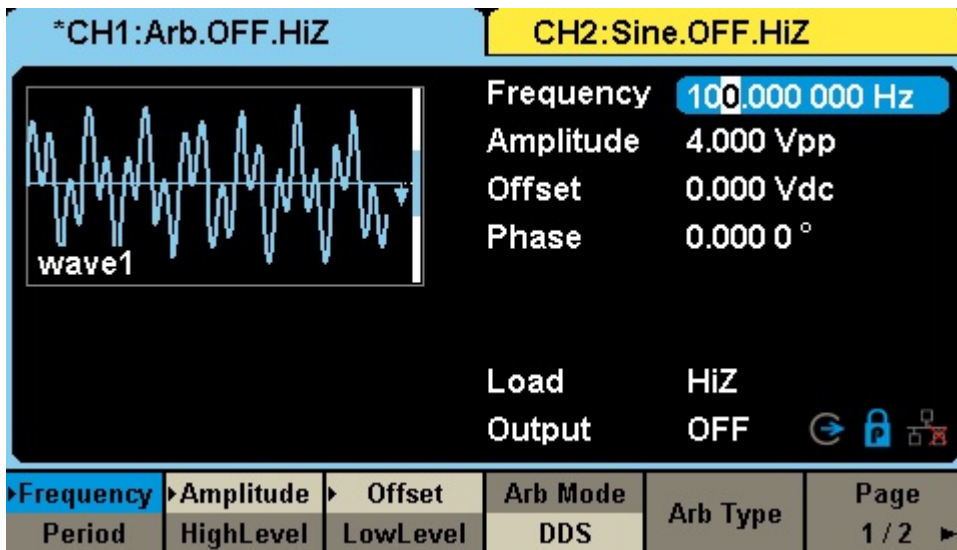 *CH1:Arb.OFF.HiZ
CH2:Sine.OFF.HiZ
Frequency 100.000 000 Hz
Amplitude 4.000 Vpp
Offset 0.000 Vdc
Phase 0.000 0 °
wave1
Load HiZ
Output OFF
P
Frequency Amplitude Offset Arb Mode Arb Type Page
Period HighLevel LowLevel DDS 1 / 2